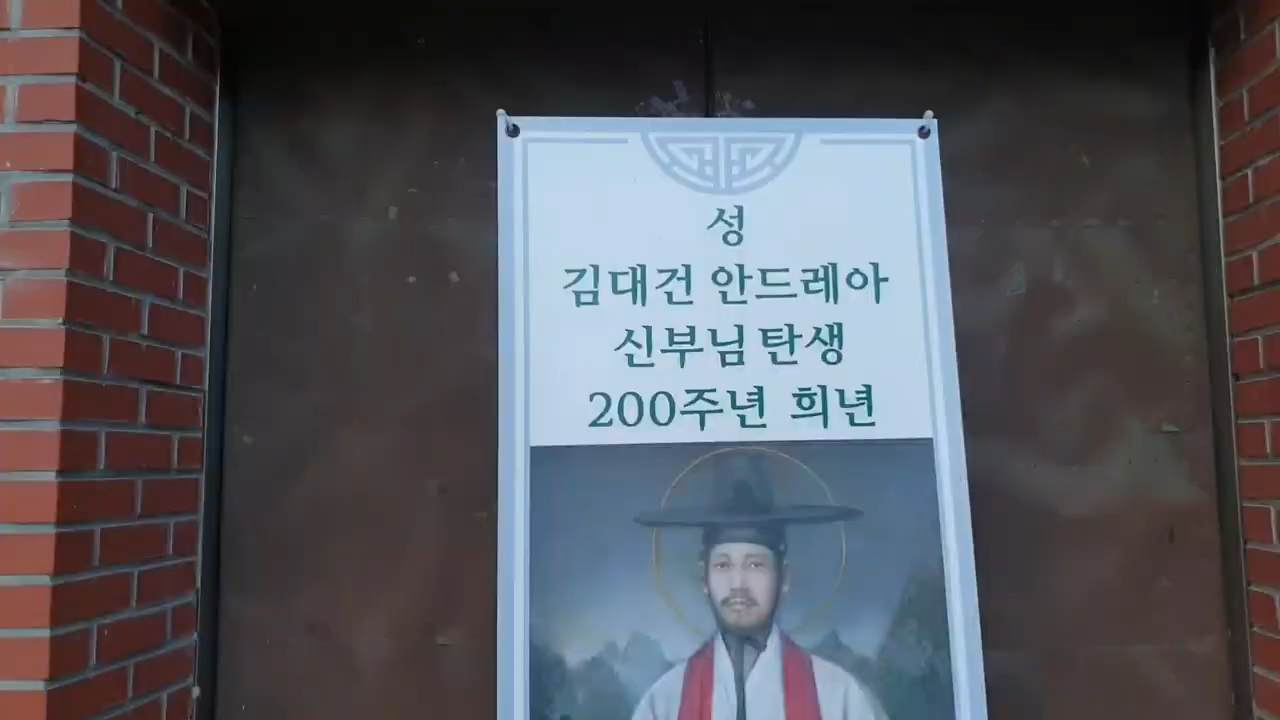 성
김대건 안드레아
신부님 탄생
200주년 희년